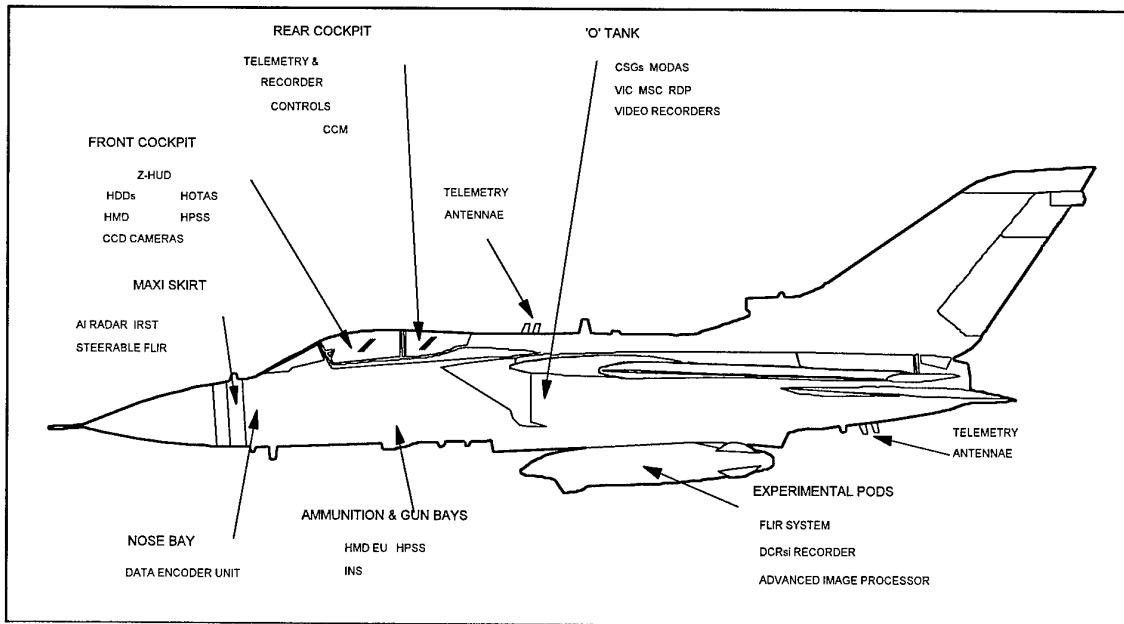 REAR COCKPIT
TELEMETRY &
RECORDER
CONTROLS
CCM
'O' TANK
CSGs MODAS
VIC MSC RDP
VIDEO RECORDERS
FRONT COCKPIT
Z-HUD
HDDs HOTAS
HMD HPSS
CCD CAMERAS
TELEMETRY
ANTENNAE
MAXI SKIRT
AI RADAR IRST
STEERABLE FLIR
TELEMETRY
ANTENNAE
NOSE BAY
DATA ENCODER UNIT
AMMUNITION & GUN BAYS
HMD EU HPSS
INS
EXPERIMENTAL PODS
FLIR SYSTEM
DCRsi RECORDER
ADVANCED IMAGE PROCESSOR